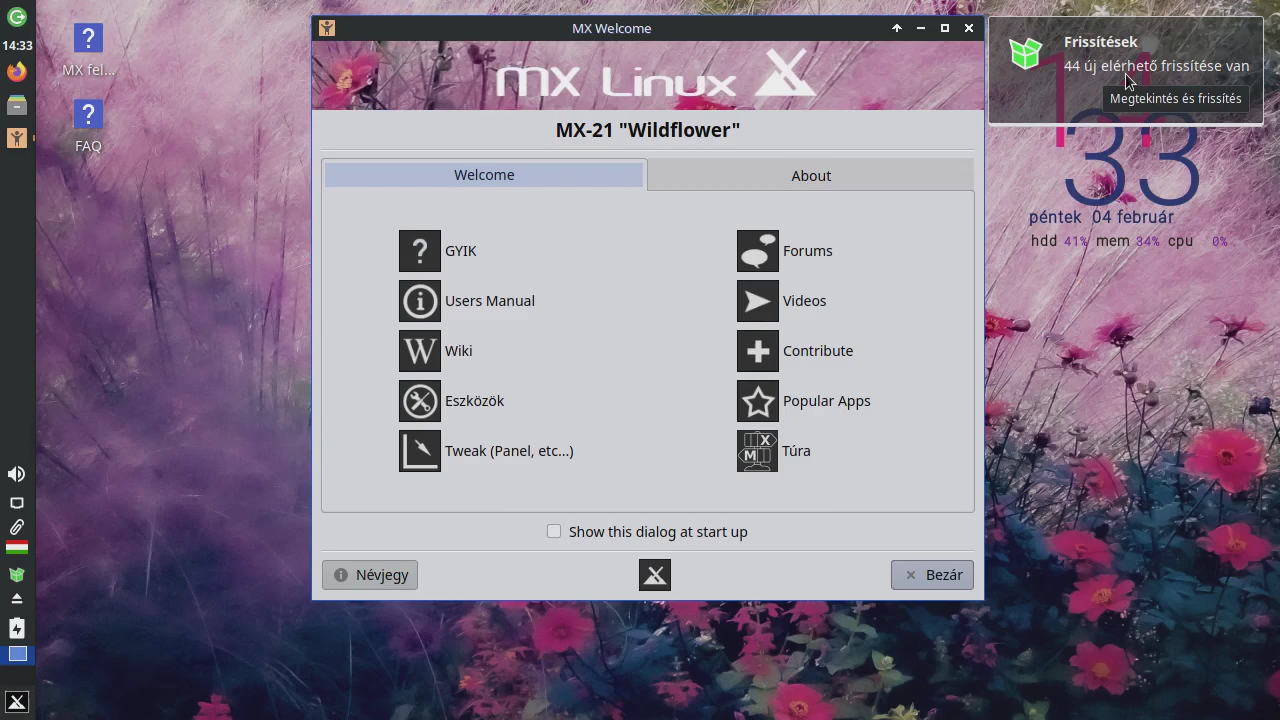 14:33
MX fel...
FAQ
MX Welcome
mx Linux
MX-21 "Wildflower"
Welcome
About
GYIK
Users Manual
Wiki
Eszközök
Tweak (Panel, etc...)
Forums
Videos
Contribute
Popular Apps
Túra
Show this dialog at start up
Névjegy
Bezár
Frissítések
44 új elérhető frissítése van
Megtekintés és frissítés
33
péntek 04 február
hdd 41% mem 34% cpu 0%